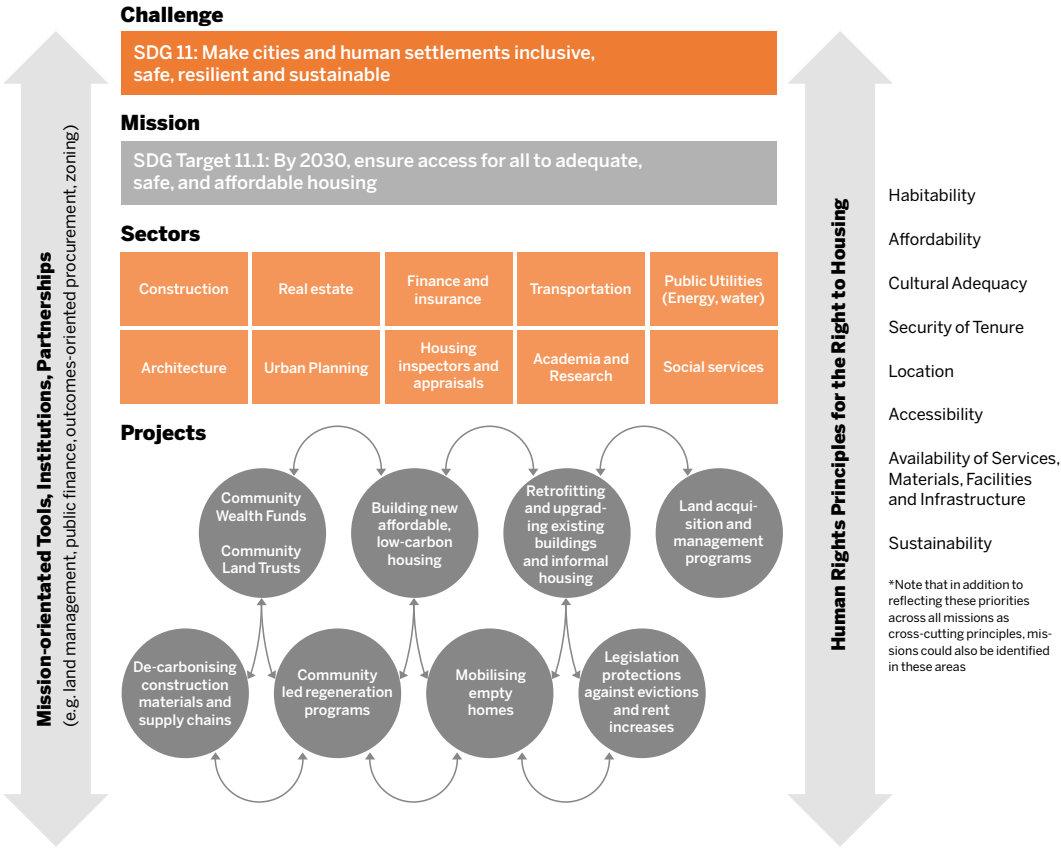 Challenge
SDG 11: Make cities and human settlements inclusive,
safe, resilient and sustainable
Mission
SDG Target 11.1: By 2030, ensure access for all to adequate,
safe, and affordable housing
Sectors
Construction
Real estate
Finance and
insurance
Transportation
Public Utilities
(Energy, water)
Architecture
Urban Planning
Housing
inspectors and
appraisals
Academia and
Research
Social services
Projects
Community
Wealth Funds
Community
Land Trusts
Building new
affordable,
low-carbon
housing
Retrofitting
and upgrad-
ing existing
buildings
and informal
housing
Land acqui-
sition and
management
programs
De-carbonising
construction
materials and
supply chains
Community
led regeneration
programs
Mobilising
empty
homes
Legislation
protections
against evictions
and rent
increases
Mission-orientated Tools, Institutions, Partnerships
(e.g. land management, public finance, outcomes-oriented procurement, zoning)
Human Rights Principles for the Right to Housing
Habitability
Affordability
Cultural Adequacy
Security of Tenure
Location
Accessibility
Availability of Services,
Materials, Facilities
and Infrastructure
Sustainability
*Note that in addition to
reflecting these priorities
across all missions as
cross-cutting principles, mis-
sions could also be identified
in these areas